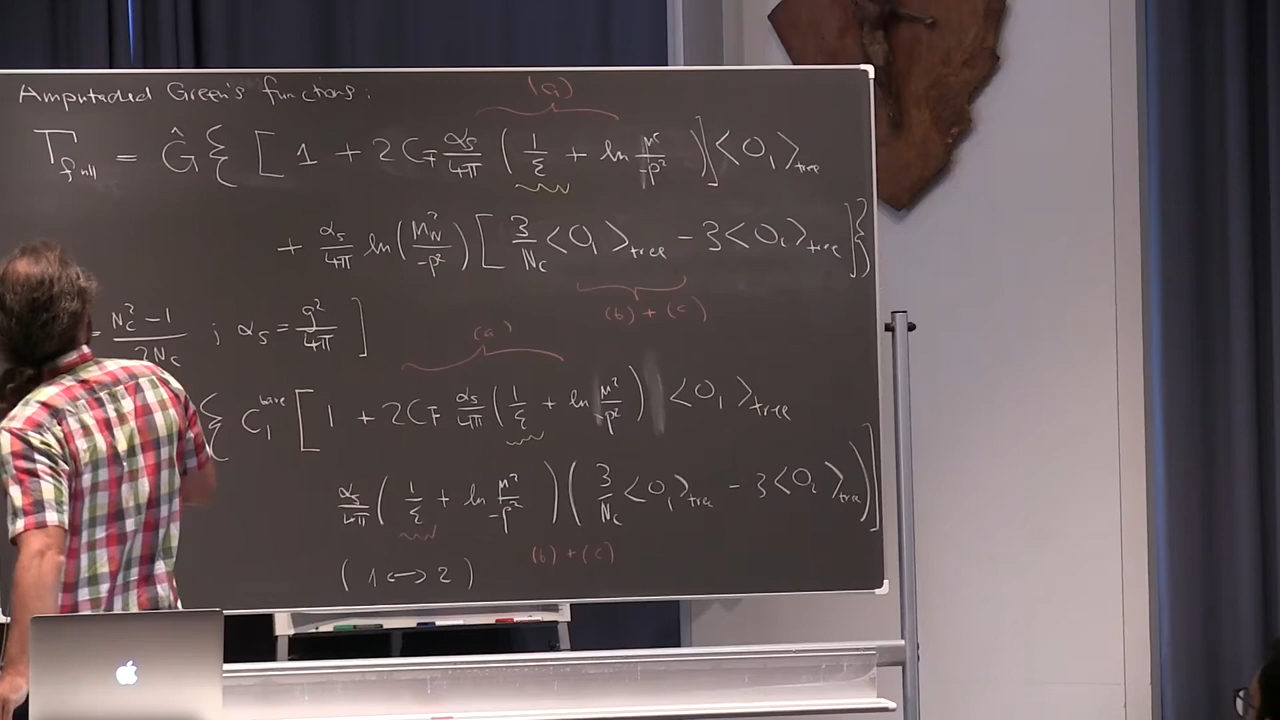 Amputaded Green's functions:
(a)
Γ_full = Ĝ { [ 1 + 2 C_F α_s/4π ( 1/ε + ln μ²/-p² ) ] <O_1>_tree
+ α_s/4π ln( M_W²/-p² ) [ 3/N_c <O_1>_tree - 3 <O_2>_tree ] }
(b) + (c)
= N_c² - 1 / 2N_c ; α_s = g²/4π ]
(a)
{ C_1^bare [ 1 + 2 C_F α_s/4π ( 1/ε + ln μ²/-p² ) <O_1>_tree
α_s/4π ( 1/ε + ln μ²/-p² ) ( 3/N_c <O_1>_tree - 3 <O_2>_tree ) ]
(b) + (c)
( 1 ↔ 2 )